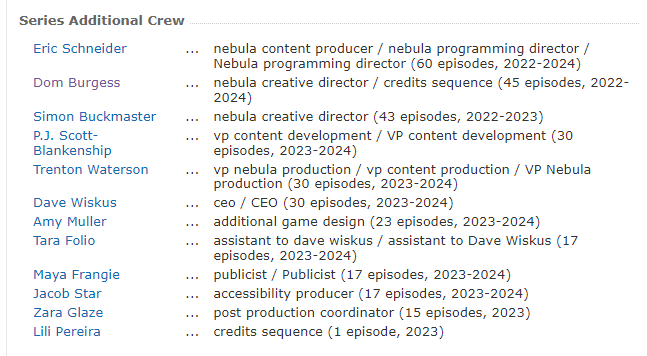 Series Additional Crew
Eric Schneider ... nebula content producer / nebula programming director /
Nebula programming director (60 episodes, 2022-2024)
Dom Burgess ... nebula creative director / credits sequence (45 episodes, 2022-
2024)
Simon Buckmaster ... nebula creative director (43 episodes, 2022-2023)
P.J. Scott- ... vp content development / VP content development (30
Blankenship episodes, 2023-2024)
Trenton Waterson ... vp nebula production / vp content production / VP Nebula
production (30 episodes, 2023-2024)
Dave Wiskus ... ceo / CEO (30 episodes, 2023-2024)
Amy Muller ... additional game design (23 episodes, 2023-2024)
Tara Folio ... assistant to dave wiskus / assistant to Dave Wiskus (17
episodes, 2023-2024)
Maya Frangie ... publicist / Publicist (17 episodes, 2023-2024)
Jacob Star ... accessibility producer (17 episodes, 2023-2024)
Zara Glaze ... post production coordinator (15 episodes, 2023)
Lili Pereira ... credits sequence (1 episode, 2023)